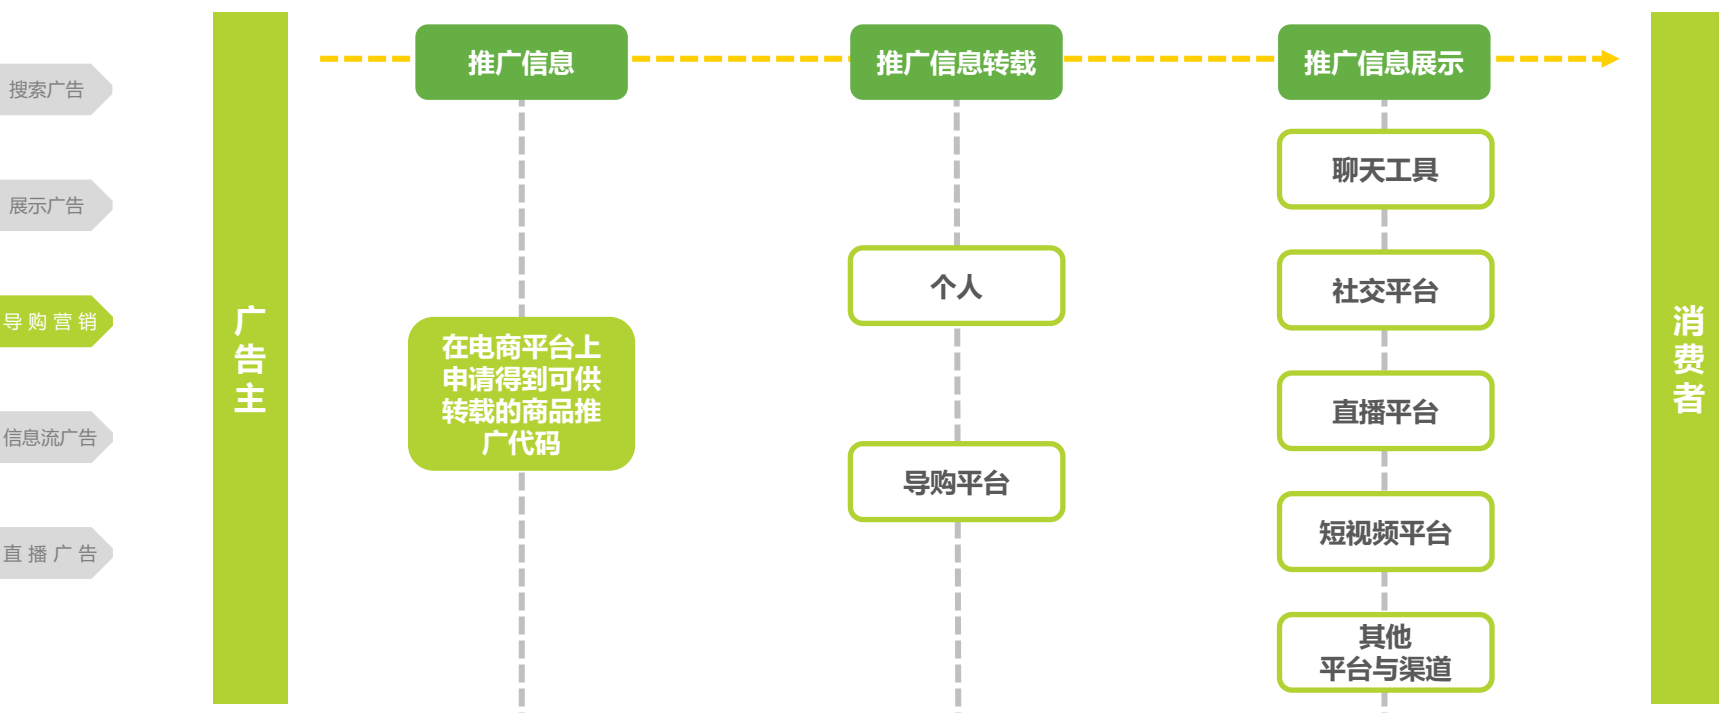 搜索广告
展示广告
导购营销
信息流广告
直播广告
广告主
推广信息
在电商平台上
申请得到可供
转载的商品推
广代码
推广信息转载
个人
导购平台
推广信息展示
聊天工具
社交平台
直播平台
短视频平台
其他
平台与渠道
消费者